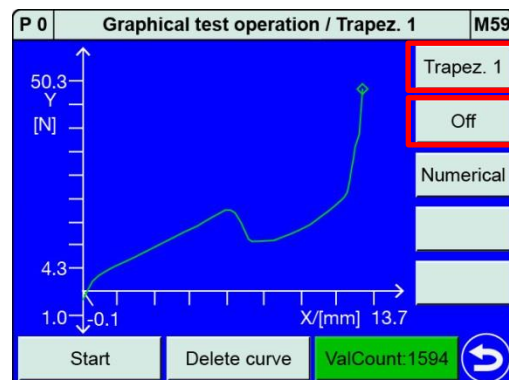 P 0 Graphical test operation / Trapez. 1 M59
Trapez. 1
50.3
Y
[N]
Off
Numerical
4.3
1.0 -0.1 X/[mm] 13.7
Start Delete curve ValCount:1594